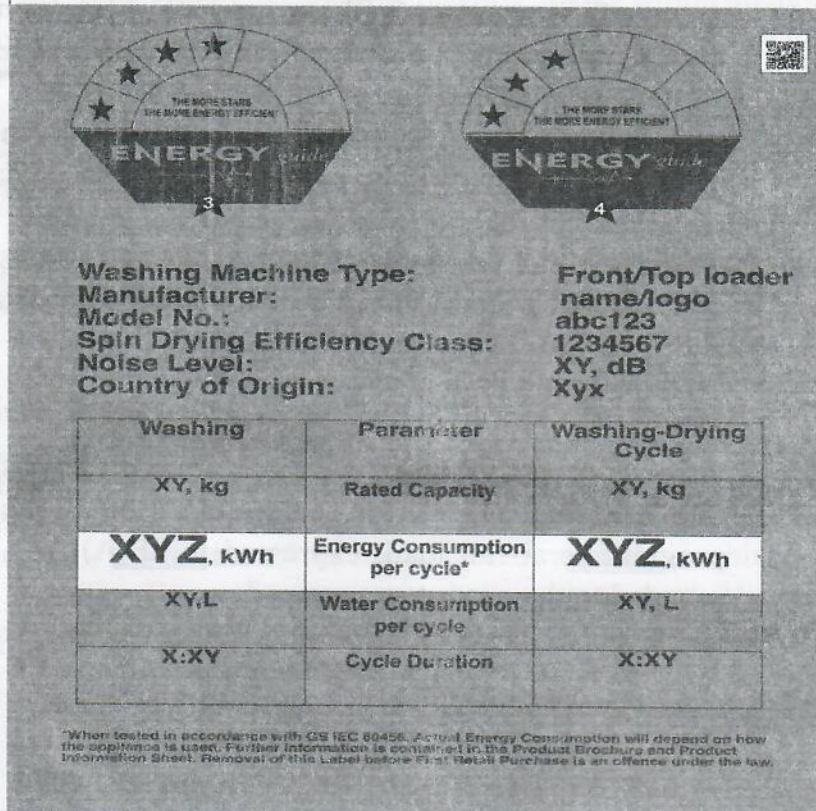 THE MORE STARS
THE MORE ENERGY EFFICIENT
ENERGY guide
3
THE MORE STARS
THE MORE ENERGY EFFICIENT
ENERGY guide
4
Washing Machine Type: Front/Top loader
Manufacturer: name/logo
Model No.: abc123
Spin Drying Efficiency Class: 1234567
Noise Level: XY, dB
Country of Origin: Xyx
Washing Parameter Washing-Drying
Cycle
XY, kg Rated Capacity XY, kg
XYZ, kWh Energy Consumption XYZ, kWh
per cycle*
XY,L Water Consumption XY, L
per cycle
X:XY Cycle Duration X:XY
*When tested in accordance with GS IEC 60456. Actual Energy Consumption will depend on how
the appliance is used. Further Information is contained in the Product Brochure and Product
Information Sheet. Removal of this Label before First Retail Purchase is an offence under the law.